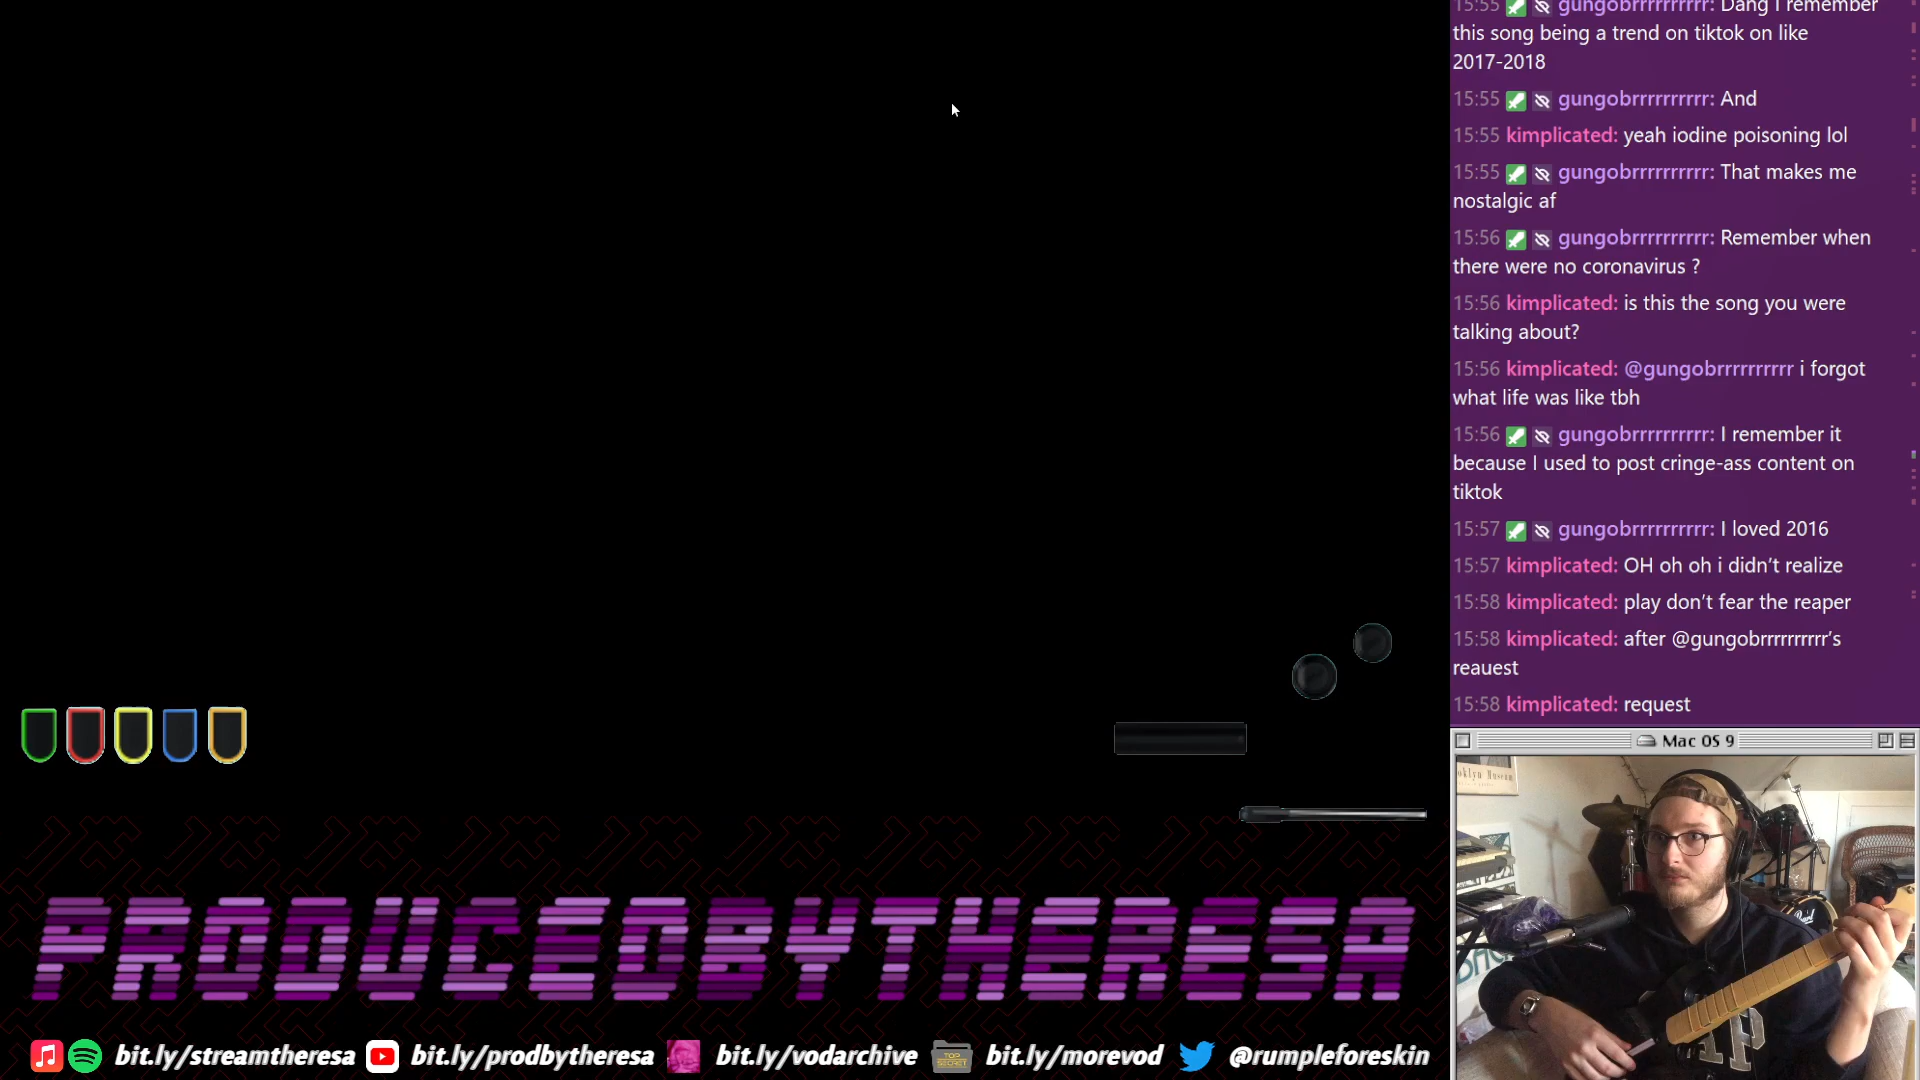 15:55 gungobrrrrrrrrrr: Dang I remember
this song being a trend on tiktok on like
2017-2018
15:55 gungobrrrrrrrrrr: And
15:55 kimplicated: yeah iodine poisoning lol
15:55 gungobrrrrrrrrrr: That makes me
nostalgic af
15:56 gungobrrrrrrrrrr: Remember when
there were no coronavirus ?
15:56 kimplicated: is this the song you were
talking about?
15:56 kimplicated: @gungobrrrrrrrrrr i forgot
what life was like tbh
15:56 gungobrrrrrrrrrr: I remember it
because I used to post cringe-ass content on
tiktok
15:57 gungobrrrrrrrrrr: I loved 2016
15:57 kimplicated: OH oh oh i didn't realize
15:58 kimplicated: play don't fear the reaper
15:58 kimplicated: after @gungobrrrrrrrrrr's
reauest
15:58 kimplicated: request
Mac OS 9
PRODUCEDBYTHERESA
bit.ly/streamtheresa bit.ly/prodbytheresa bit.ly/vodarchive TOP SECRET bit.ly/morevod @rumpleforeskin